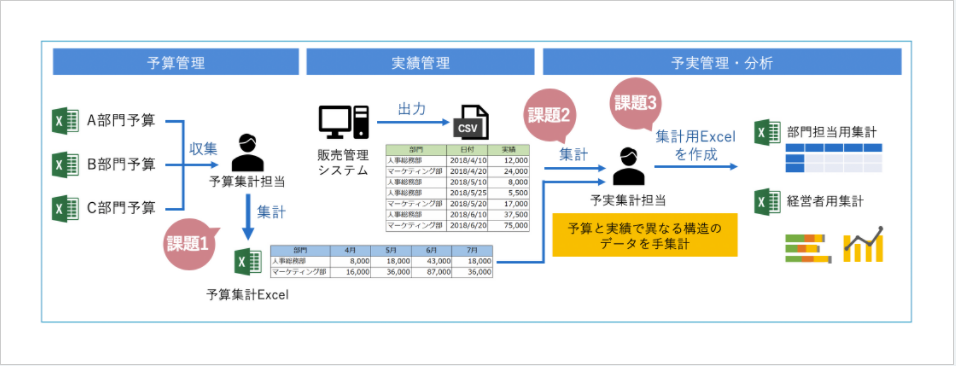 予算管理
実績管理
予実管理・分析
A部門予算
B部門予算
C部門予算
収集
予算集計担当
集計
課題1
予算集計Excel
部門 4月 5月 6月 7月
人事総務部 8,000 18,000 43,000 18,000
マーケティング部 16,000 36,000 87,000 36,000
販売管理
システム
出力
CSV
部門 日付 実績
人事総務部 2018/4/10 12,000
マーケティング部 2018/4/20 24,000
人事総務部 2018/5/10 8,000
人事総務部 2018/5/25 5,500
マーケティング部 2018/5/20 17,000
人事総務部 2018/6/10 37,500
マーケティング部 2018/6/20 75,000
課題2
集計
課題3
予実集計担当
予算と実績で異なる構造の
データを手集計
集計用Excel
を作成
部門担当用集計
経営者用集計